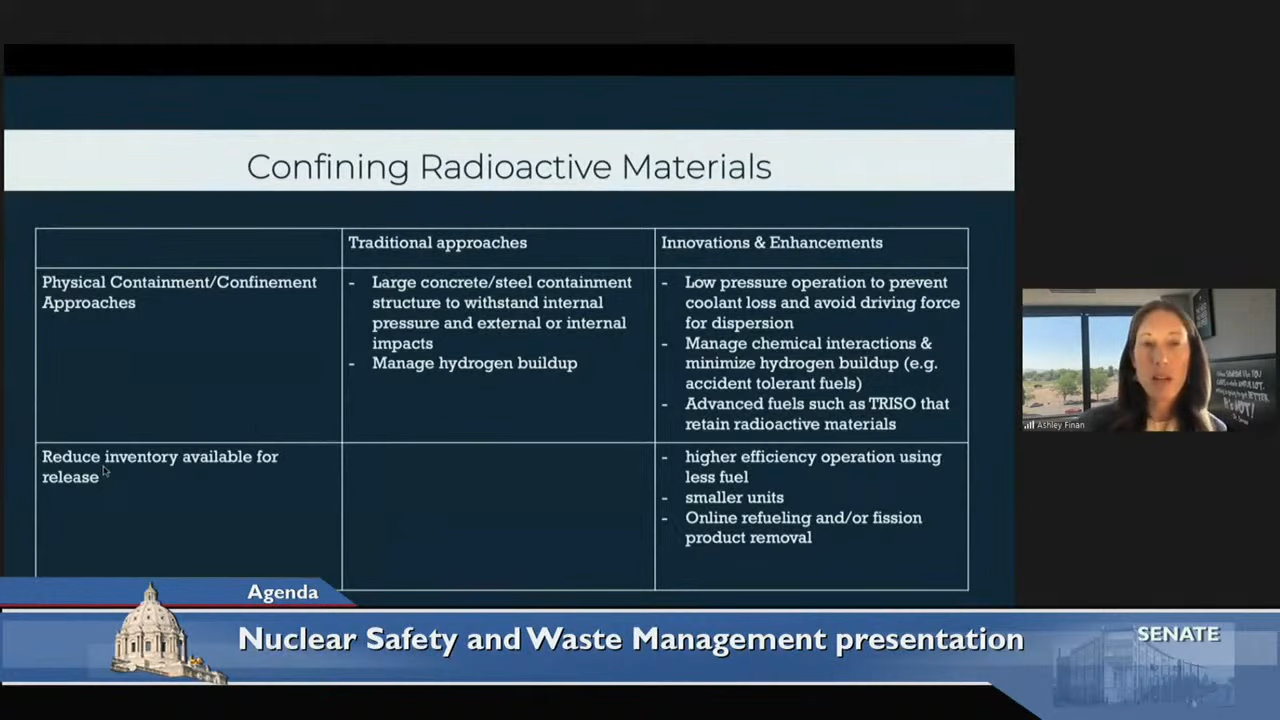 Confining Radioactive Materials
Traditional approaches
Innovations & Enhancements
Physical Containment/Confinement
Approaches
- Large concrete/steel containment
structure to withstand internal
pressure and external or internal
impacts
- Manage hydrogen buildup
- Low pressure operation to prevent
coolant loss and avoid driving force
for dispersion
- Manage chemical interactions &
minimize hydrogen buildup (e.g.
accident tolerant fuels)
- Advanced fuels such as TRISO that
retain radioactive materials
Reduce inventory available for
release
- higher efficiency operation using
less fuel
- smaller units
- Online refueling and/or fission
product removal
Ashley Finan
IT'S HOT!
Agenda
Nuclear Safety and Waste Management presentation
SENATE